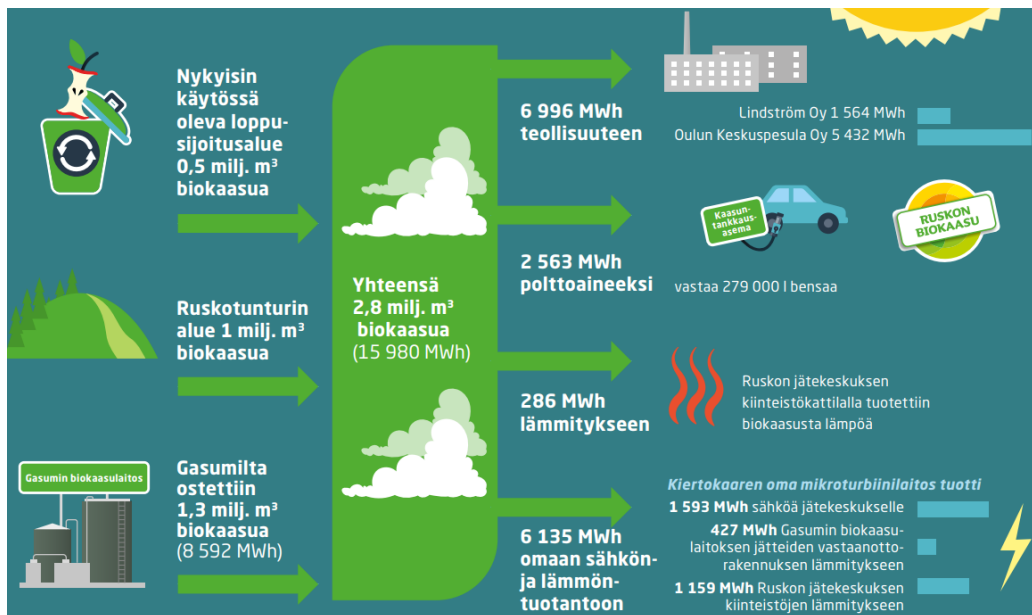 Nykyisin
käytössä
oleva loppu-
sijoitusalue
0,5 milj. m³
biokaasua
Ruskotunturin
alue 1 milj. m³
biokaasua
Gasumin biokaasulaitos
Gasumilta
ostettiin
1,3 milj. m³
biokaasua
(8 592 MWh)
Yhteensä
2,8 milj. m³
biokaasua
(15 980 MWh)
6 996 MWh
teollisuuteen
Lindström Oy 1 564 MWh
Oulun Keskuspesula Oy 5 432 MWh
2 563 MWh
polttoaineeksi
Kaasun-
tankkaus-
asema
RUSKON
BIOKAASU
vastaa 279 000 l bensaa
286 MWh
lämmitykseen
Ruskon jätekeskuksen
kiinteistökattilalla tuotettiin
biokaasusta lämpöä
6 135 MWh
omaan sähkön-
ja lämmön-
tuotantoon
Kiertokaaren oma mikroturbiinilaitos tuotti
1 593 MWh sähköä jätekeskukselle
427 MWh Gasumin biokaasu-
laitoksen jätteiden vastaanotto-
rakennuksen lämmitykseen
1 159 MWh Ruskon jätekeskuksen
kiinteistöjen lämmitykseen